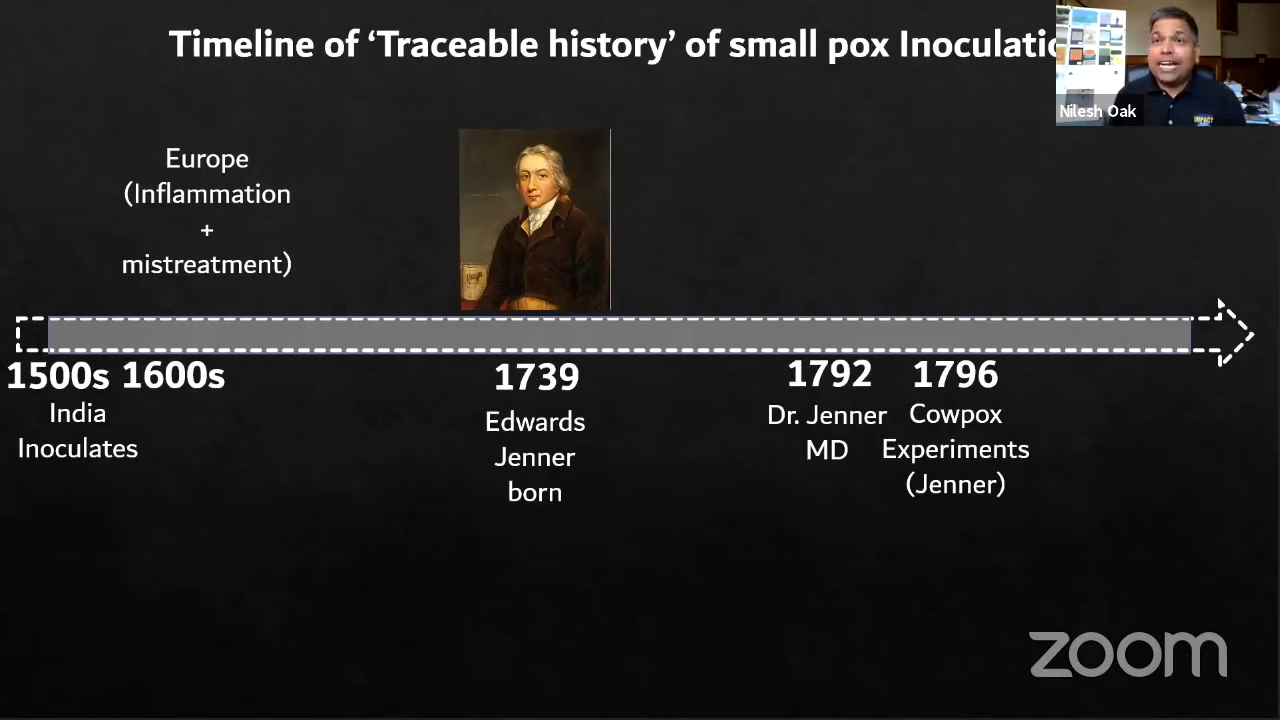 Timeline of ‘Traceable history’ of small pox Inoculatio
Nilesh Oak
Europe
(Inflammation
+
mistreatment)
1500s 1600s 1739 1792 1796
India
Inoculates
Edwards
Jenner
born
Dr. Jenner
MD
Cowpox
Experiments
(Jenner)
zoom